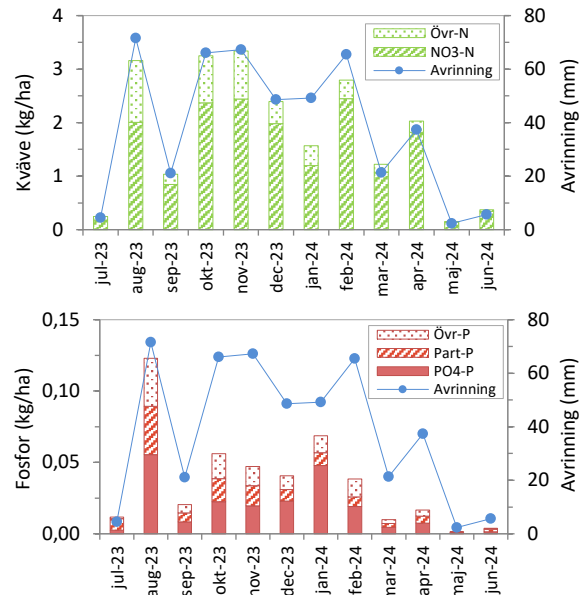 Kväve (kg/ha)
4
3
2
1
0
Övr-N
NO3-N
Avrinning
80
60
40
20
0
Avrinning (mm)
jul-23
aug-23
sep-23
okt-23
nov-23
dec-23
jan-24
feb-24
mar-24
apr-24
maj-24
jun-24
Fosfor (kg/ha)
0,15
0,10
0,05
0,00
Övr-P
Part-P
PO4-P
Avrinning
80
60
40
20
0
Avrinning (mm)
jul-23
aug-23
sep-23
okt-23
nov-23
dec-23
jan-24
feb-24
mar-24
apr-24
maj-24
jun-24